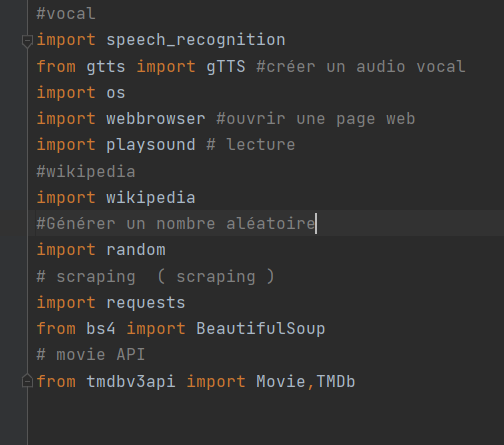 #vocal
import speech_recognition
from gtts import gTTS #créer un audio vocal
import os
import webbrowser #ouvrir une page web
import playsound # lecture
#wikipedia
import wikipedia
#Générer un nombre aléatoire
import random
# scraping  ( scraping )
import requests
from bs4 import BeautifulSoup
# movie API
from tmdbv3api import Movie,TMDb